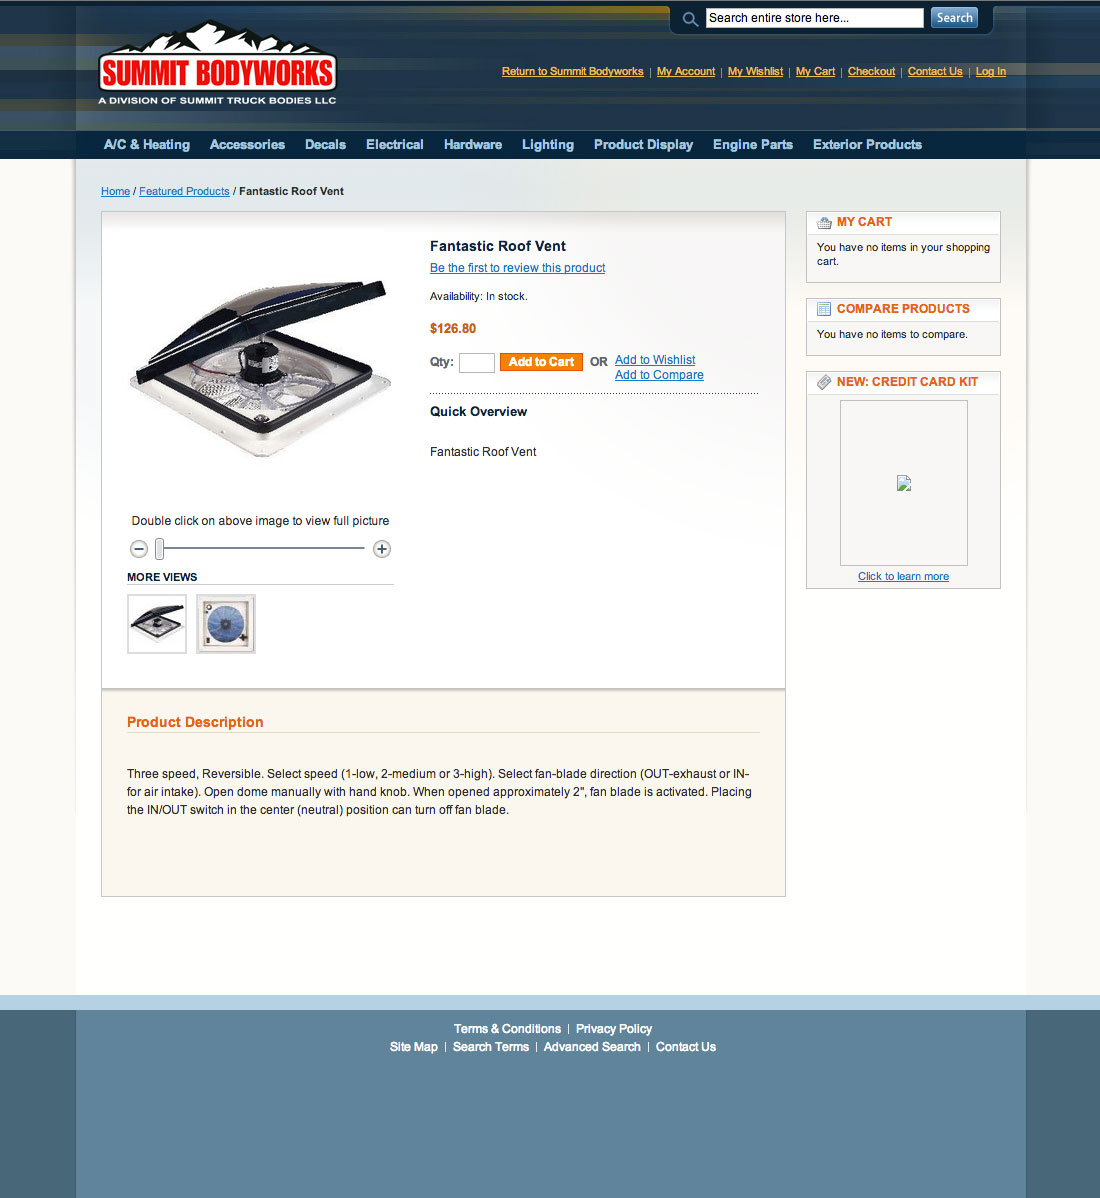 Search entire store here...
Search
SUMMIT BODYWORKS
A DIVISION OF SUMMIT TRUCK BODIES LLC
Return to Summit Bodyworks | My Account | My Wishlist | My Cart | Checkout | Contact Us | Log In
A/C & Heating Accessories Decals Electrical Hardware Lighting Product Display Engine Parts Exterior Products
Home / Featured Products / Fantastic Roof Vent
Fantastic Roof Vent
Be the first to review this product
Availability: In stock.
$126.80
Qty: Add to Cart OR Add to Wishlist
Add to Compare
Quick Overview
Fantastic Roof Vent
Double click on above image to view full picture
MORE VIEWS
Product Description
Three speed, Reversible. Select speed (1-low, 2-medium or 3-high). Select fan-blade direction (OUT-exhaust or IN-
for air intake). Open dome manually with hand knob. When opened approximately 2", fan blade is activated. Placing
the IN/OUT switch in the center (neutral) position can turn off fan blade.
MY CART
You have no items in your shopping
cart.
COMPARE PRODUCTS
You have no items to compare.
NEW: CREDIT CARD KIT
Click to learn more
Terms & Conditions | Privacy Policy
Site Map | Search Terms | Advanced Search | Contact Us